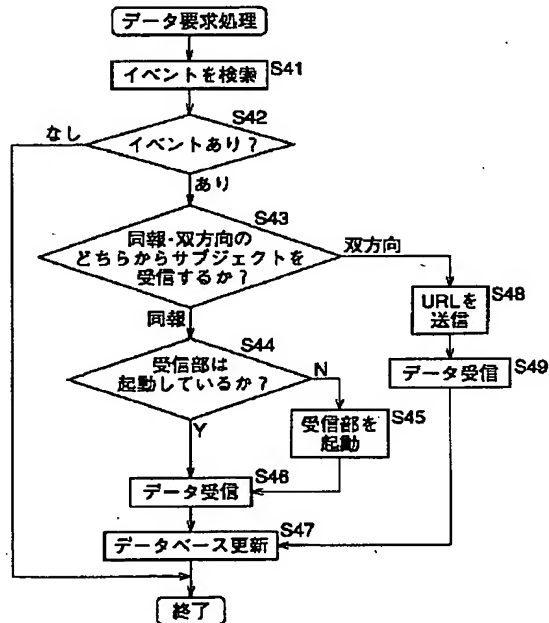 データ要求処理
イベントを検索
S41
S42
イベントあり?
なし
あり
S43
同報・双方向の
どちらからサブジェクトを
受信するか?
双方向
同報
URLを
送信
S48
S44
受信部は
起動しているか?
N
Y
データ受信
S49
受信部を
起動
S45
データ受信
S46
データベース更新
S47
終了